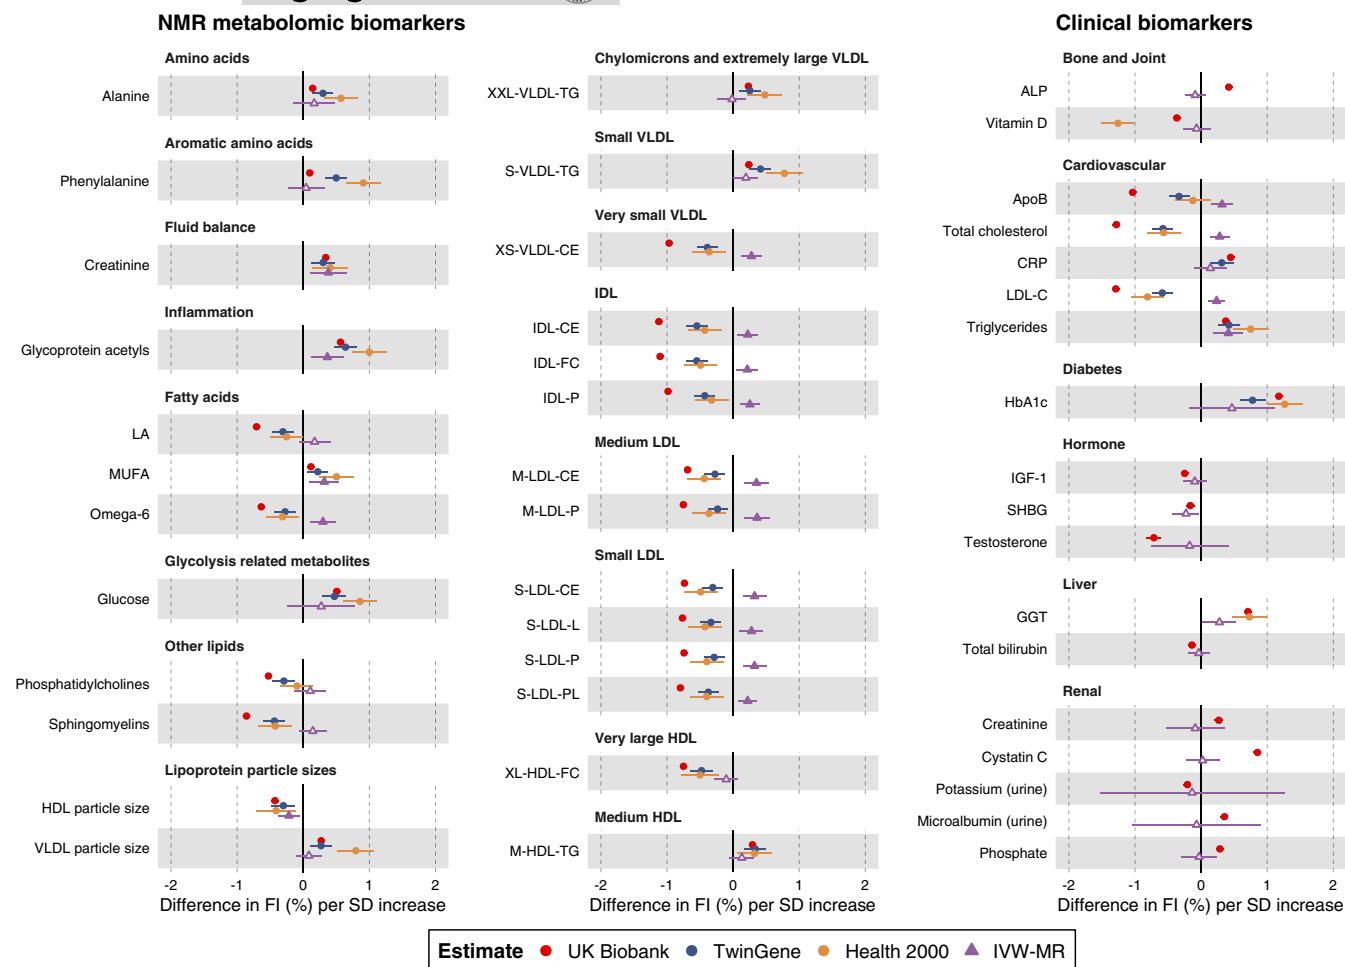 NMR metabolomic biomarkers
Amino acids
Alanine
Aromatic amino acids
Phenylalanine
Fluid balance
Creatinine
Inflammation
Glycoprotein acetyls
Fatty acids
LA
MUFA
Omega-6
Glycolysis related metabolites
Glucose
Other lipids
Phosphatidylcholines
Sphingomyelins
Lipoprotein particle sizes
HDL particle size
VLDL particle size
-2 -1 0 1 2
Difference in FI (%) per SD increase
Chylomicrons and extremely large VLDL
XXL-VLDL-TG
Small VLDL
S-VLDL-TG
Very small VLDL
XS-VLDL-CE
IDL
IDL-CE
IDL-FC
IDL-P
Medium LDL
M-LDL-CE
M-LDL-P
Small LDL
S-LDL-CE
S-LDL-L
S-LDL-P
S-LDL-PL
Very large HDL
XL-HDL-FC
Medium HDL
M-HDL-TG
-2 -1 0 1 2
Difference in FI (%) per SD increase
Clinical biomarkers
Bone and Joint
ALP
Vitamin D
Cardiovascular
ApoB
Total cholesterol
CRP
LDL-C
Triglycerides
Diabetes
HbA1c
Hormone
IGF-1
SHBG
Testosterone
Liver
GGT
Total bilirubin
Renal
Creatinine
Cystatin C
Potassium (urine)
Microalbumin (urine)
Phosphate
-2 -1 0 1 2
Difference in FI (%) per SD increase
Estimate UK Biobank TwinGene Health 2000 IVW-MR